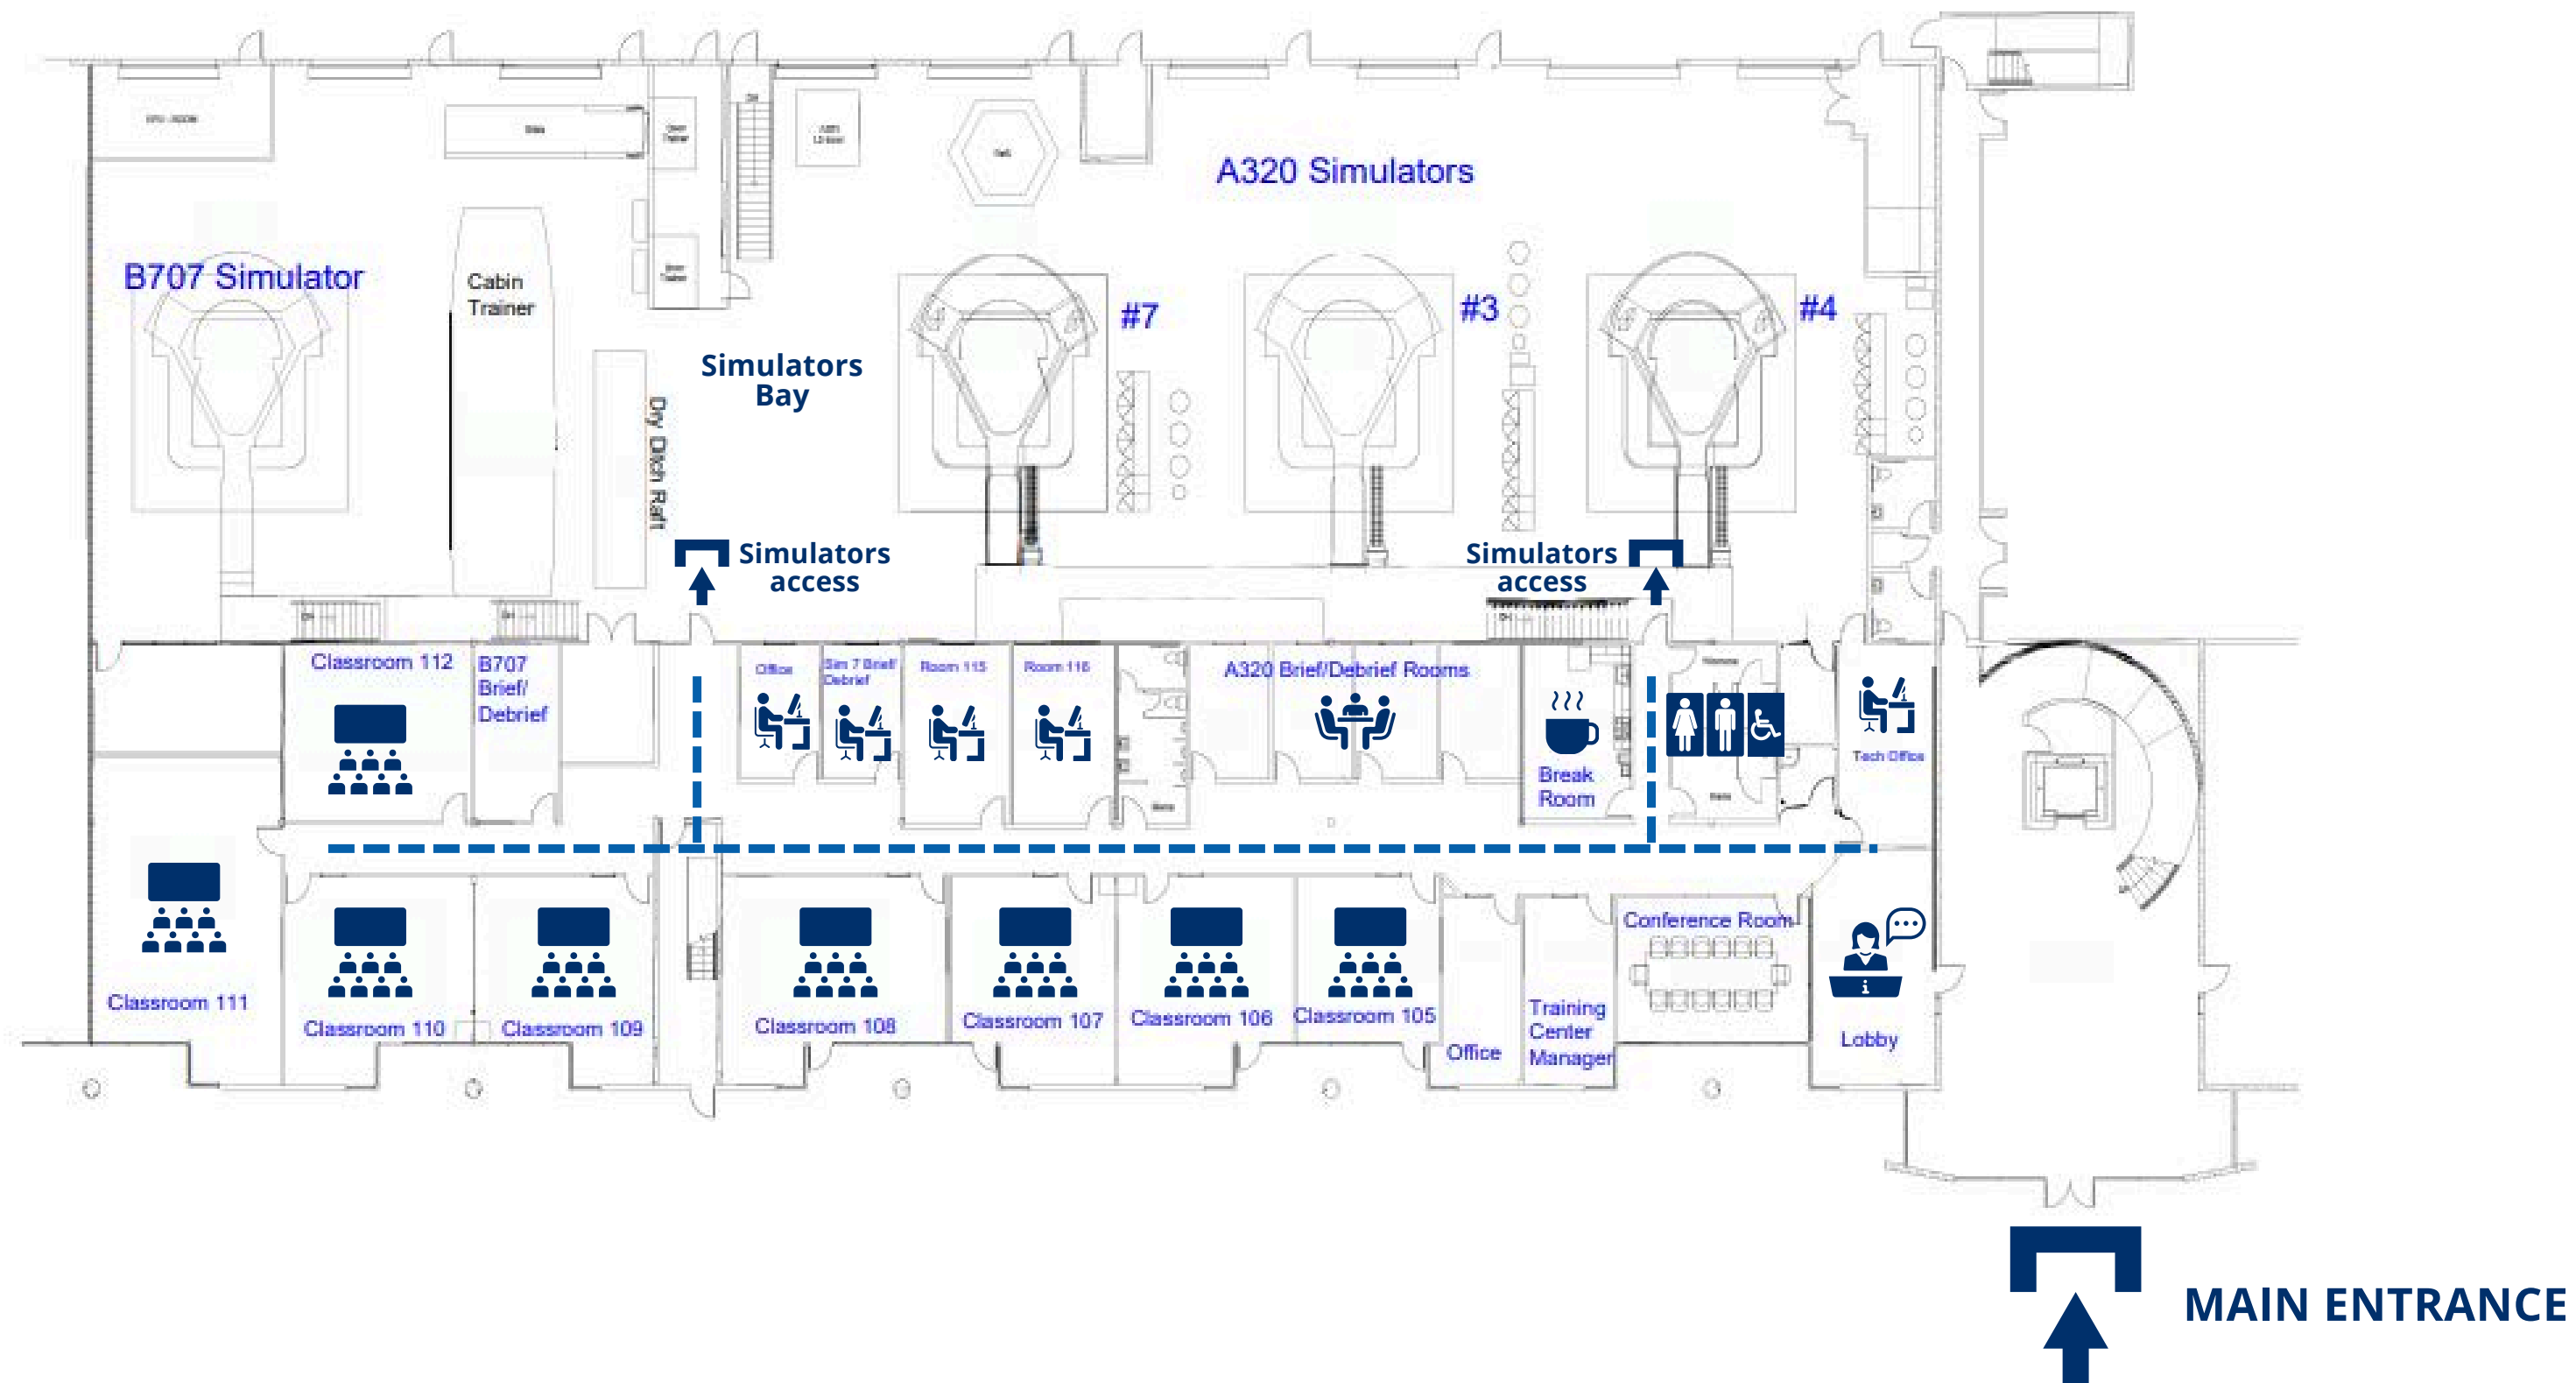 A320 Simulators
B707 Simulator
Cabin
Trainer
#7
#3
#4
Simulators
Bay
Dry Ditch Raft
Simulators
access
Simulators
access
Classroom 112
B707
Brief/
Debrief
Office
Sim 7 Brief/
Debrief
Room 115
Room 116
A320 Brief/Debrief Rooms
Break
Room
Tech Office
Classroom 111
Classroom 110
Classroom 109
Classroom 108
Classroom 107
Classroom 106
Classroom 105
Office
Training
Center
Manager
Conference Room
i
Lobby
MAIN ENTRANCE